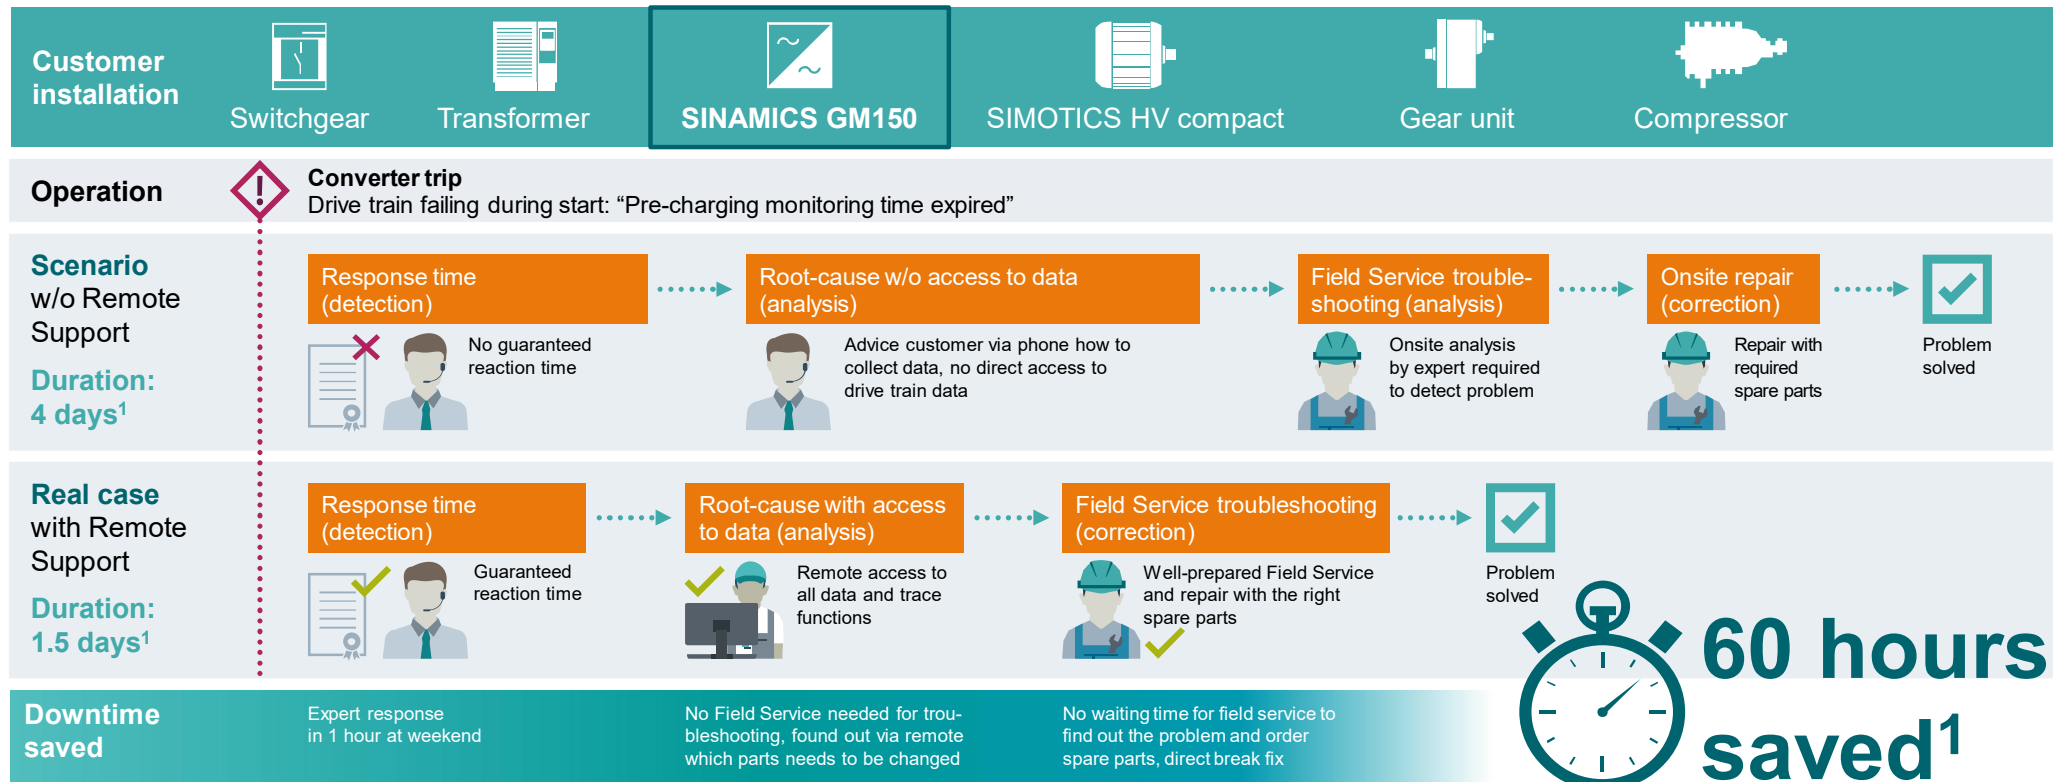 Customer
installation
Switchgear
Transformer
SINAMICS GM150
SIMOTICS HV compact
Gear unit
Compressor
Operation
!
Converter trip
Drive train failing during start: “Pre-charging monitoring time expired”
Scenario
w/o Remote
Support
Duration:
4 days¹
Response time
(detection)
No guaranteed
reaction time
Root-cause w/o access to data
(analysis)
Advice customer via phone how to
collect data, no direct access to
drive train data
Field Service trouble-
shooting (analysis)
Onsite analysis
by expert required
to detect problem
Onsite repair
(correction)
Repair with
required
spare parts
Problem
solved
Real case
with Remote
Support
Duration:
1.5 days¹
Response time
(detection)
Guaranteed
reaction time
Root-cause with access
to data (analysis)
Remote access to
all data and trace
functions
Field Service troubleshooting
(correction)
Well-prepared Field Service
and repair with the right
spare parts
Problem
solved
60 hours
saved¹
Downtime
saved
Expert response
in 1 hour at weekend
No Field Service needed for trou-
bleshooting, found out via remote
which parts needs to be changed
No waiting time for field service to
find out the problem and order
spare parts, direct break fix